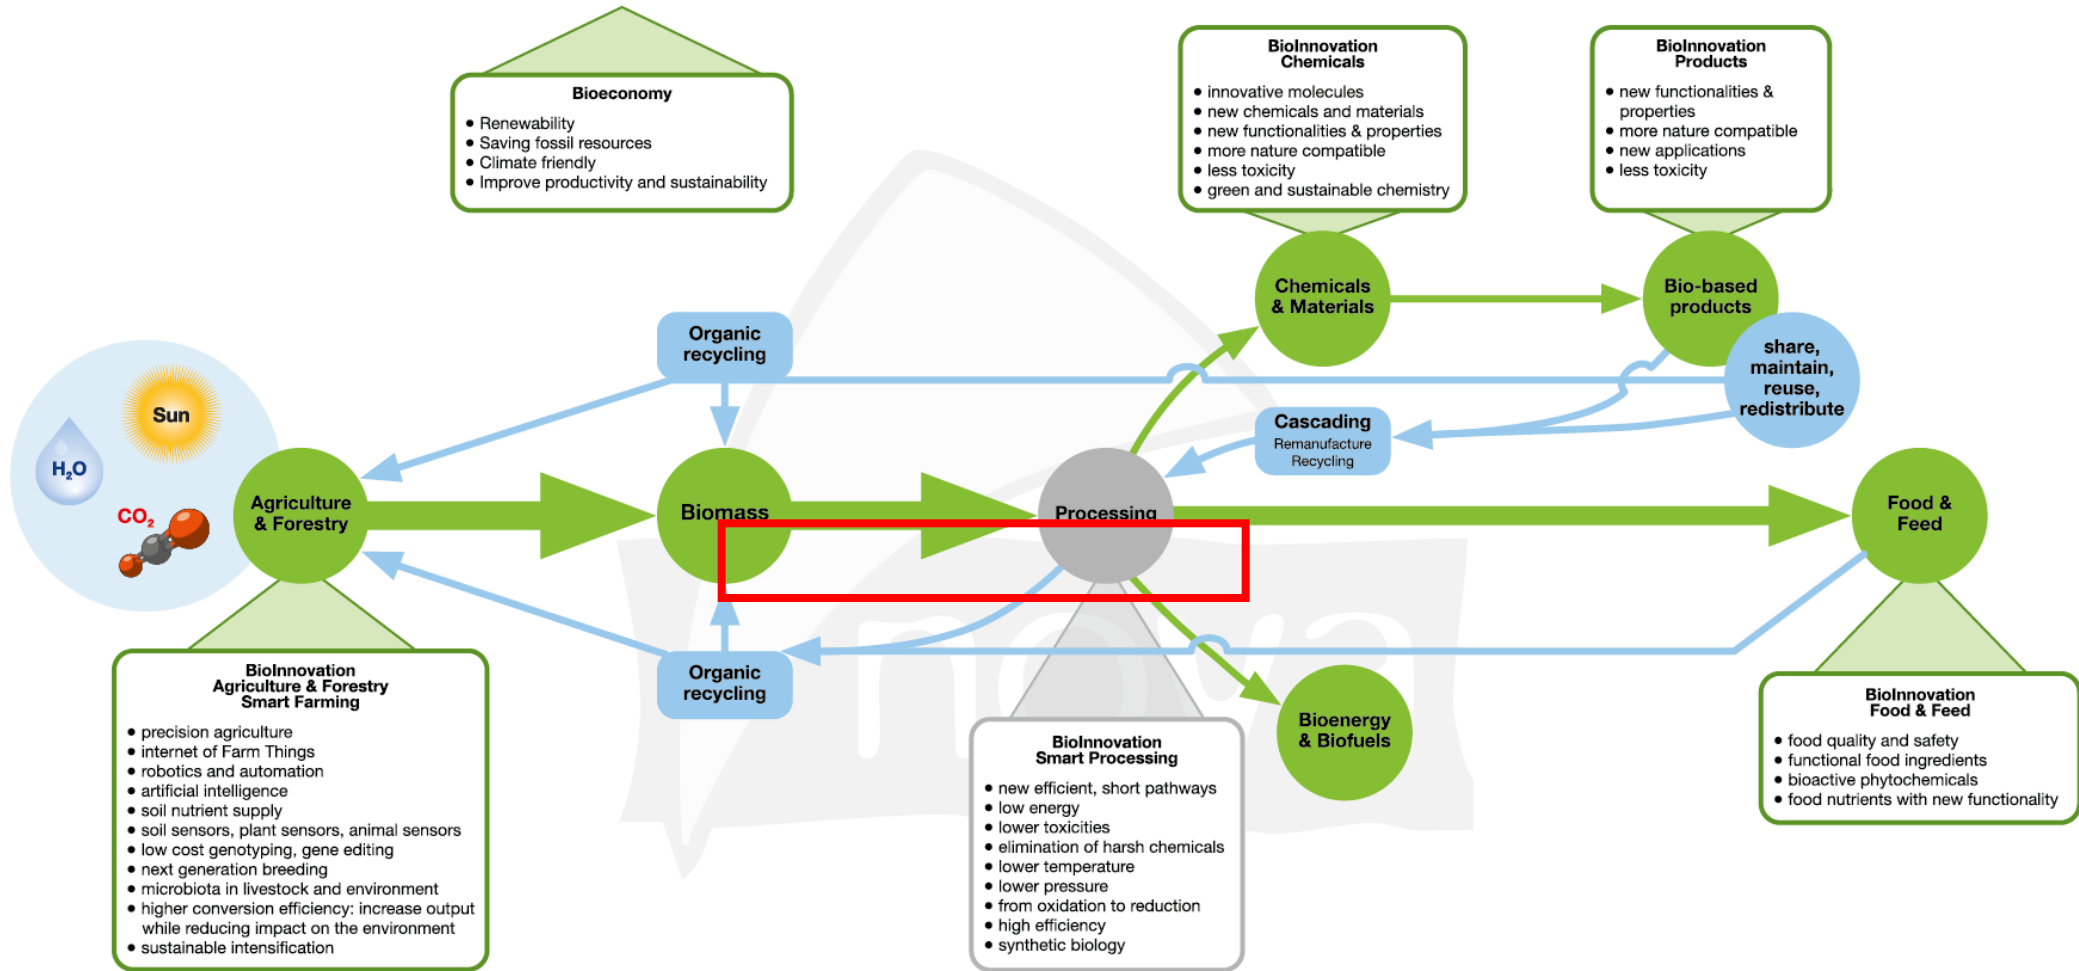 Bioeconomy
• Renewability
• Saving fossil resources
• Climate friendly
• Improve productivity and sustainability
BioInnovation
Chemicals
• innovative molecules
• new chemicals and materials
• new functionalities & properties
• more nature compatible
• less toxicity
• green and sustainable chemistry
BioInnovation
Products
• new functionalities &
properties
• more nature compatible
• new applications
• less toxicity
Chemicals
& Materials
Bio-based
products
share,
maintain,
reuse,
redistribute
Organic
recycling
Cascading
Remanufacture
Recycling
Sun
H₂O
CO₂
Agriculture
& Forestry
Biomass
Processing
Food &
Feed
Organic
recycling
Bioenergy
& Biofuels
nova
BioInnovation
Agriculture & Forestry
Smart Farming
• precision agriculture
• internet of Farm Things
• robotics and automation
• artificial intelligence
• soil nutrient supply
• soil sensors, plant sensors, animal sensors
• low cost genotyping, gene editing
• next generation breeding
• microbiota in livestock and environment
• higher conversion efficiency: increase output
while reducing impact on the environment
• sustainable intensification
BioInnovation
Smart Processing
• new efficient, short pathways
• low energy
• lower toxicities
• elimination of harsh chemicals
• lower temperature
• lower pressure
• from oxidation to reduction
• high efficiency
• synthetic biology
BioInnovation
Food & Feed
• food quality and safety
• functional food ingredients
• bioactive phytochemicals
• food nutrients with new functionality